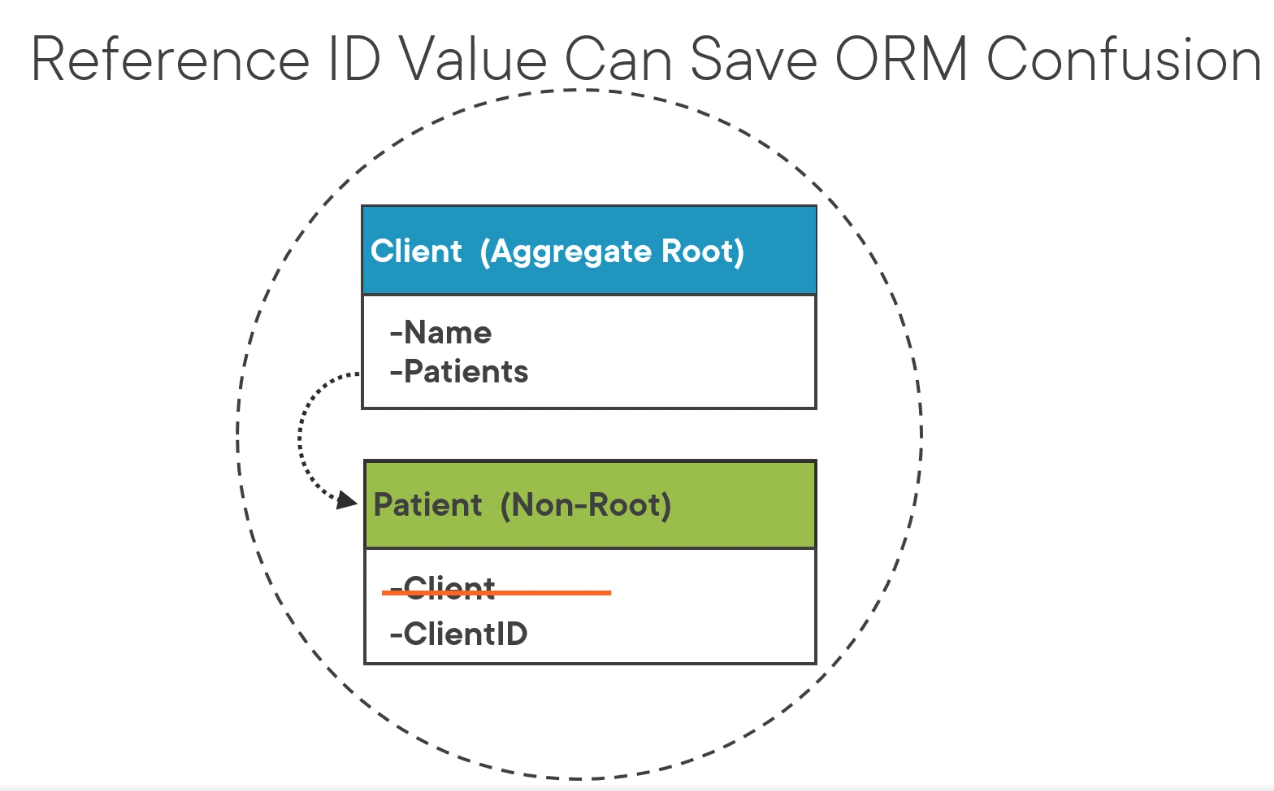 Reference ID Value Can Save ORM Confusion
Client (Aggregate Root)
-Name
-Patients
Patient (Non-Root)
-Client
-ClientID